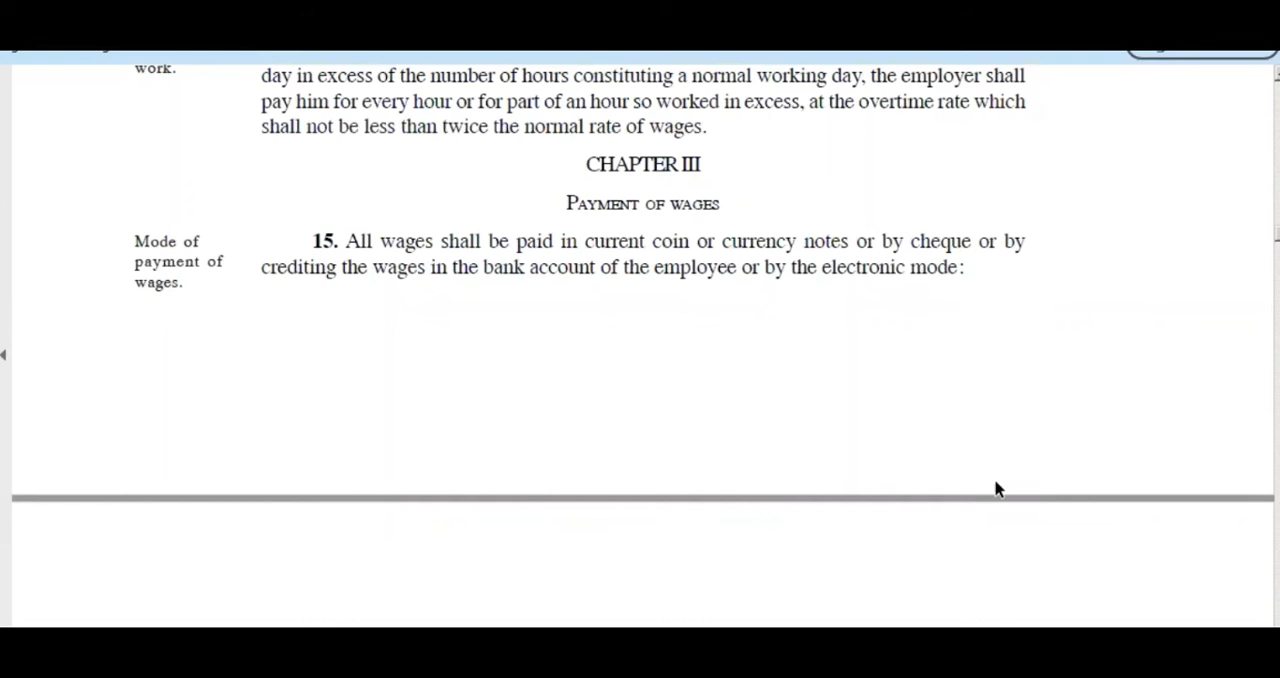 work.
day in excess of the number of hours constituting a normal working day, the employer shall
pay him for every hour or for part of an hour so worked in excess, at the overtime rate which
shall not be less than twice the normal rate of wages.
CHAPTER III
PAYMENT OF WAGES
Mode of
payment of
wages.
15. All wages shall be paid in current coin or currency notes or by cheque or by
crediting the wages in the bank account of the employee or by the electronic mode: